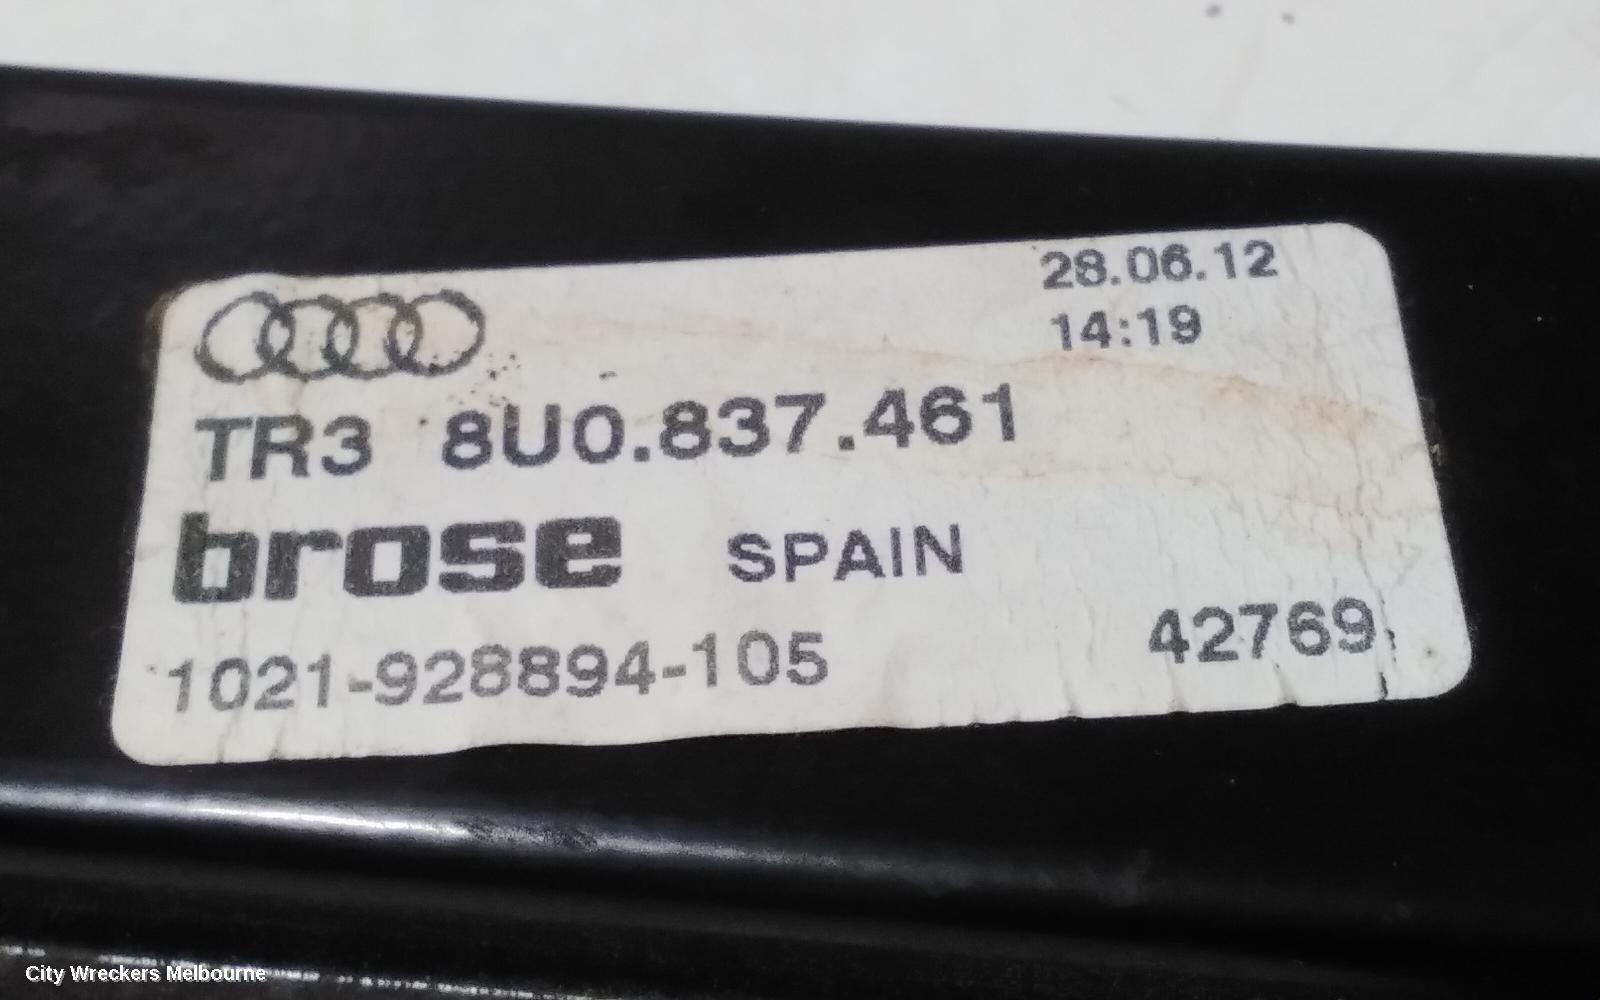 28.06.12
14:19
TR3 8U0.837.461
brose SPAIN
1021-928894-105 42769
City Wreckers Melbourne